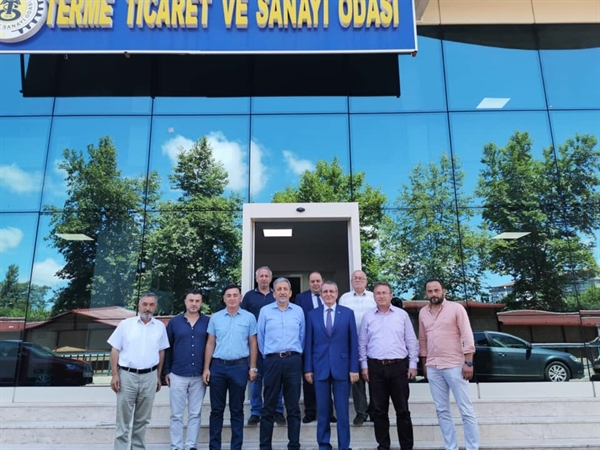 TERME TİCARET VE SANAYİ ODASI